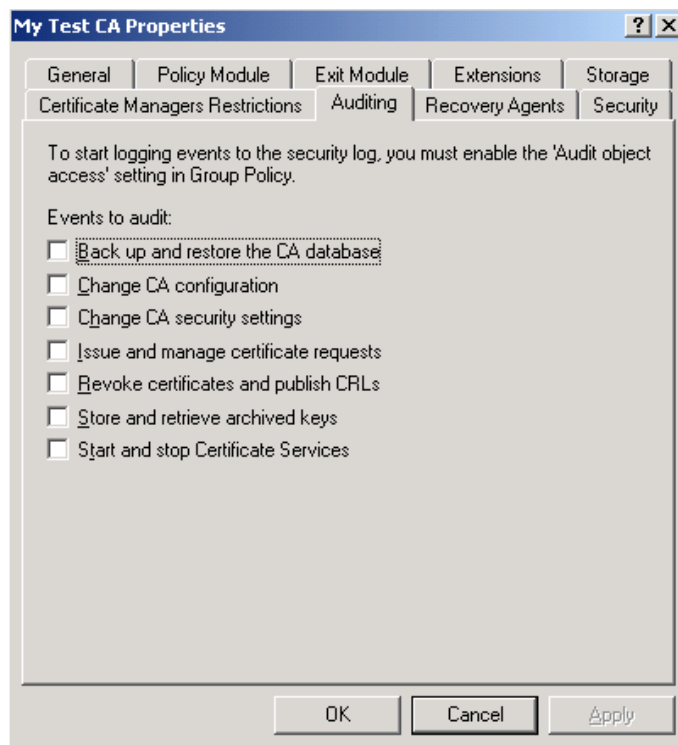 My Test CA Properties
General Policy Module Exit Module Extensions Storage
Certificate Managers Restrictions Auditing Recovery Agents Security
To start logging events to the security log, you must enable the 'Audit object
access' setting in Group Policy.
Events to audit:
Back up and restore the CA database
Change CA configuration
Change CA security settings
Issue and manage certificate requests
Revoke certificates and publish CRLs
Store and retrieve archived keys
Start and stop Certificate Services
OK Cancel Apply